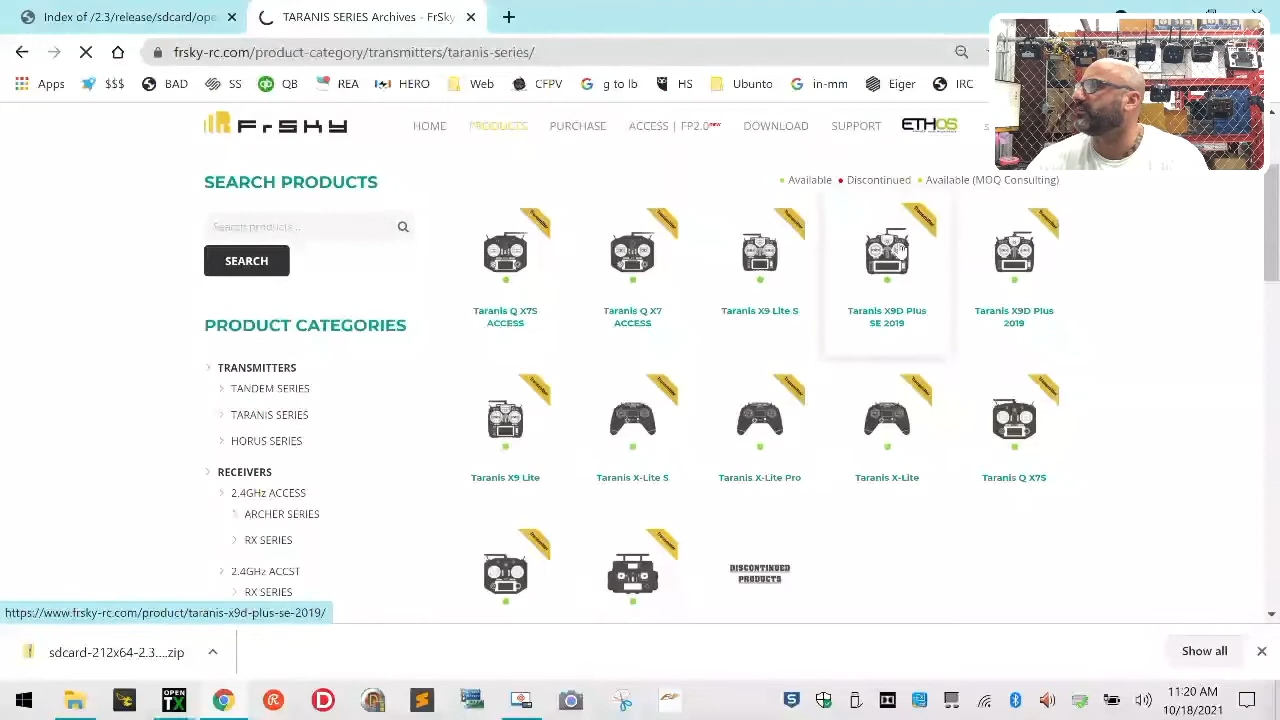 Index of /2.3/release/sdcard/ope
TARANIS SERIES Archives - FrSky
frsky-rc.com/product-category/transmitters/taranis-series/
Apps
$$$
BAD
SS
QB
REA
HERO
Web
CFP
g to lb
HS
Udonto
in-mm
Eiger
IRC
FrSky
HOME
PRODUCTS
PURCHASE
ACCESS | FP2.0 new
DOWNLOAD
SUPPORT
ETHOS
SEARCH PRODUCTS
Available
Discontinued
Available (MOQ Consulting)
Search products...
SEARCH
Taranis Q X7S
ACCESS
Taranis Q X7
ACCESS
Taranis X9 Lite S
Taranis X9D Plus
SE 2019
Taranis X9D Plus
2019
PRODUCT CATEGORIES
TRANSMITTERS
TANDEM SERIES
TARANIS SERIES
HORUS SERIES
RECEIVERS
2.4GHz ACCESS
ARCHER SERIES
RX SERIES
2.4GHz ACCST
RX SERIES
Taranis X9 Lite
Taranis X-Lite S
Taranis X-Lite Pro
Taranis X-Lite
Taranis Q X7S
DISCONTINUED
PRODUCTS
https://www.frsky-rc.com/product/taranis-x9d-plus-se-2019/
sdcard-212x64-2.3....zip
Show all
OPEN
TX
11:20 AM
10/18/2021